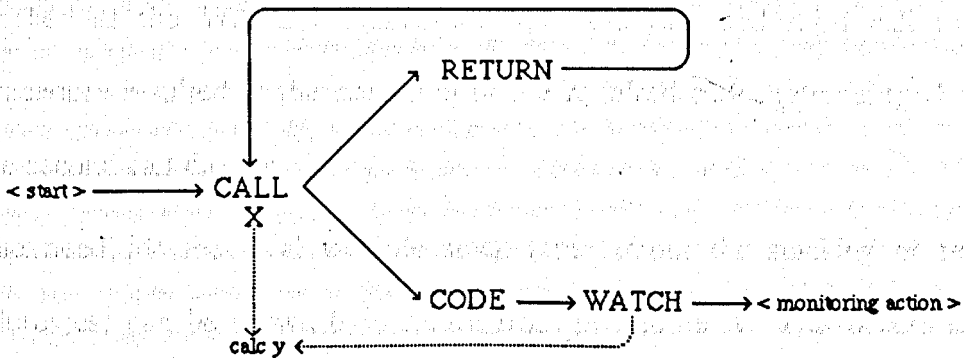 RETURN
< start >
CALL
X
CODE
WATCH
< monitoring action >
calc y